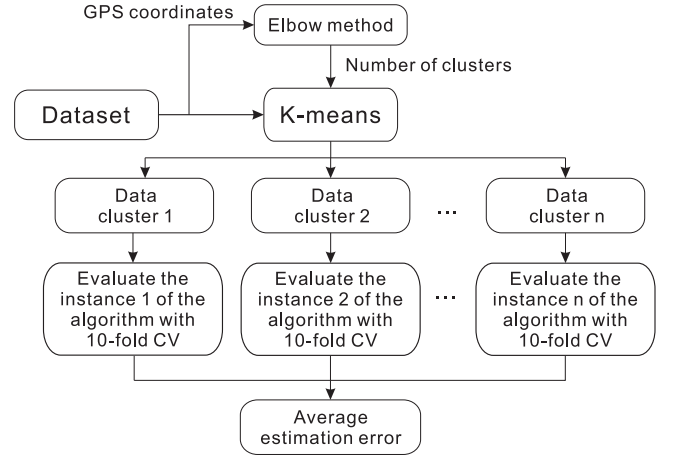 GPS coordinates
Elbow method
Number of clusters
Dataset
K-means
Data
cluster 1
Data
cluster 2
...
Data
cluster n
Evaluate the
instance 1 of the
algorithm with
10-fold CV
Evaluate the
instance 2 of the
algorithm with
10-fold CV
...
Evaluate the
instance n of the
algorithm with
10-fold CV
Average
estimation error